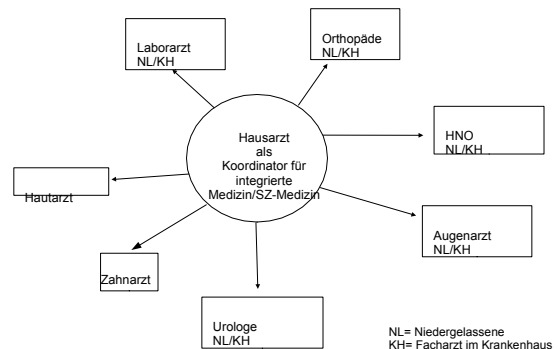 Laborarzt
NL/KH
Orthopäde
NL/KH
Hausarzt
als
Koordinator für
integrierte
Medizin/SZ-Medizin
HNO
NL/KH
Hautarzt
Augenarzt
NL/KH
Zahnarzt
Urologe
NL/KH
NL= Niedergelassene
KH= Facharzt im Krankenhaus